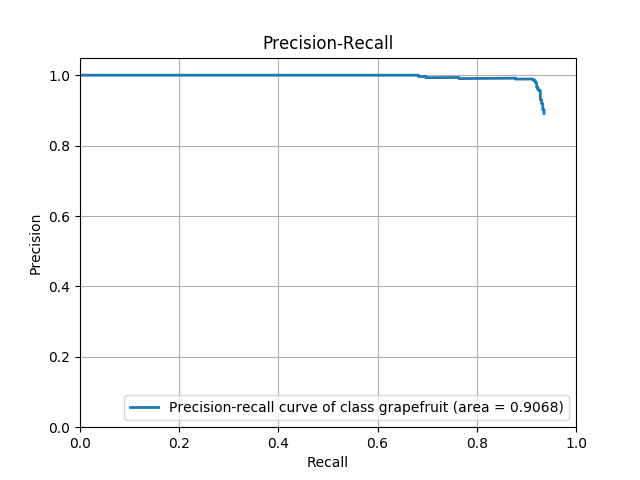 Precision-Recall
1.0
0.8
0.6
0.4
0.2
0.0
Precision
Precision-recall curve of class grapefruit (area = 0.9068)
0.0 0.2 0.4 0.6 0.8 1.0
Recall